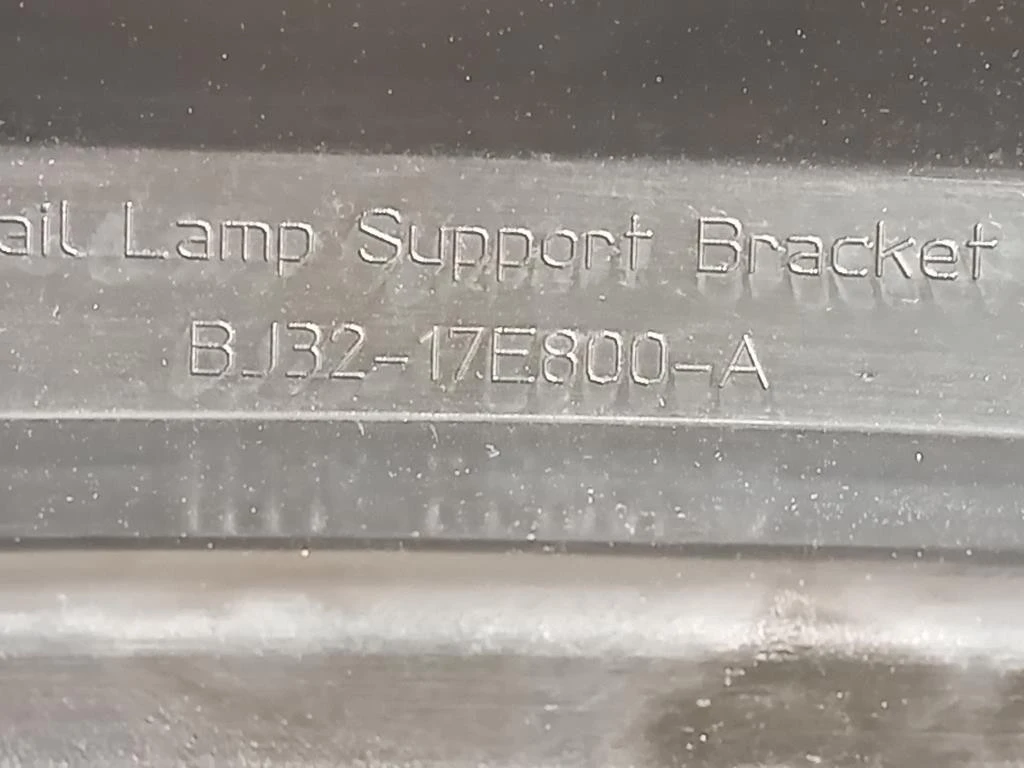 ail Lamp Support Bracket
BJ32-17E800-A